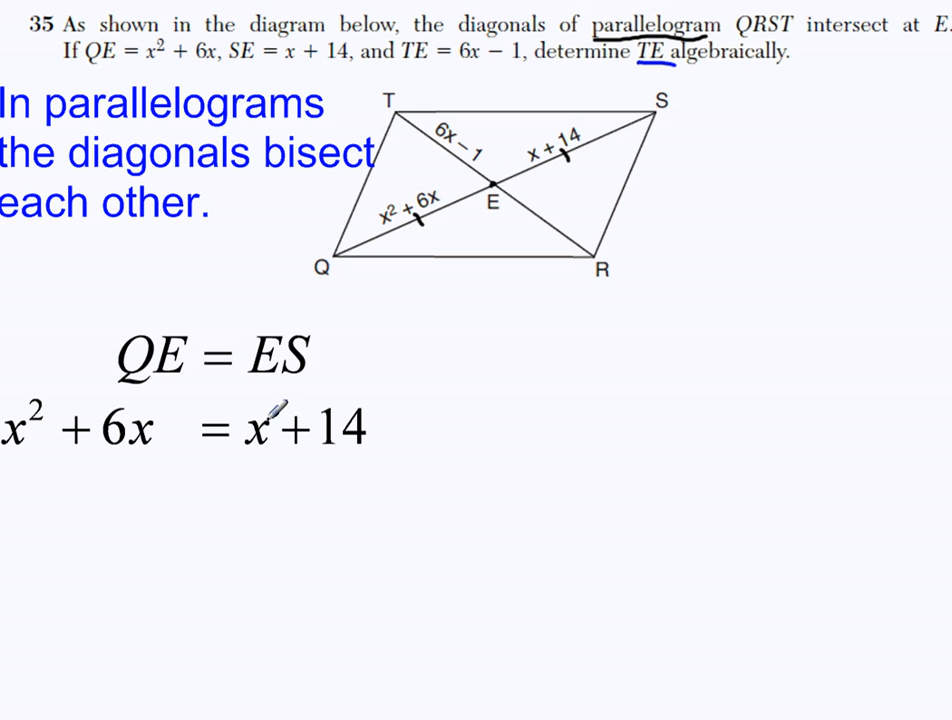 35 As shown in the diagram below, the diagonals of parallelogram QRST intersect at E.
If QE = x² + 6x, SE = x + 14, and TE = 6x − 1, determine TE algebraically.
In parallelograms
the diagonals bisect
each other.
T
S
6x − 1
x + 14
x² + 6x
E
Q
R
QE = ES
x² + 6x = x + 14